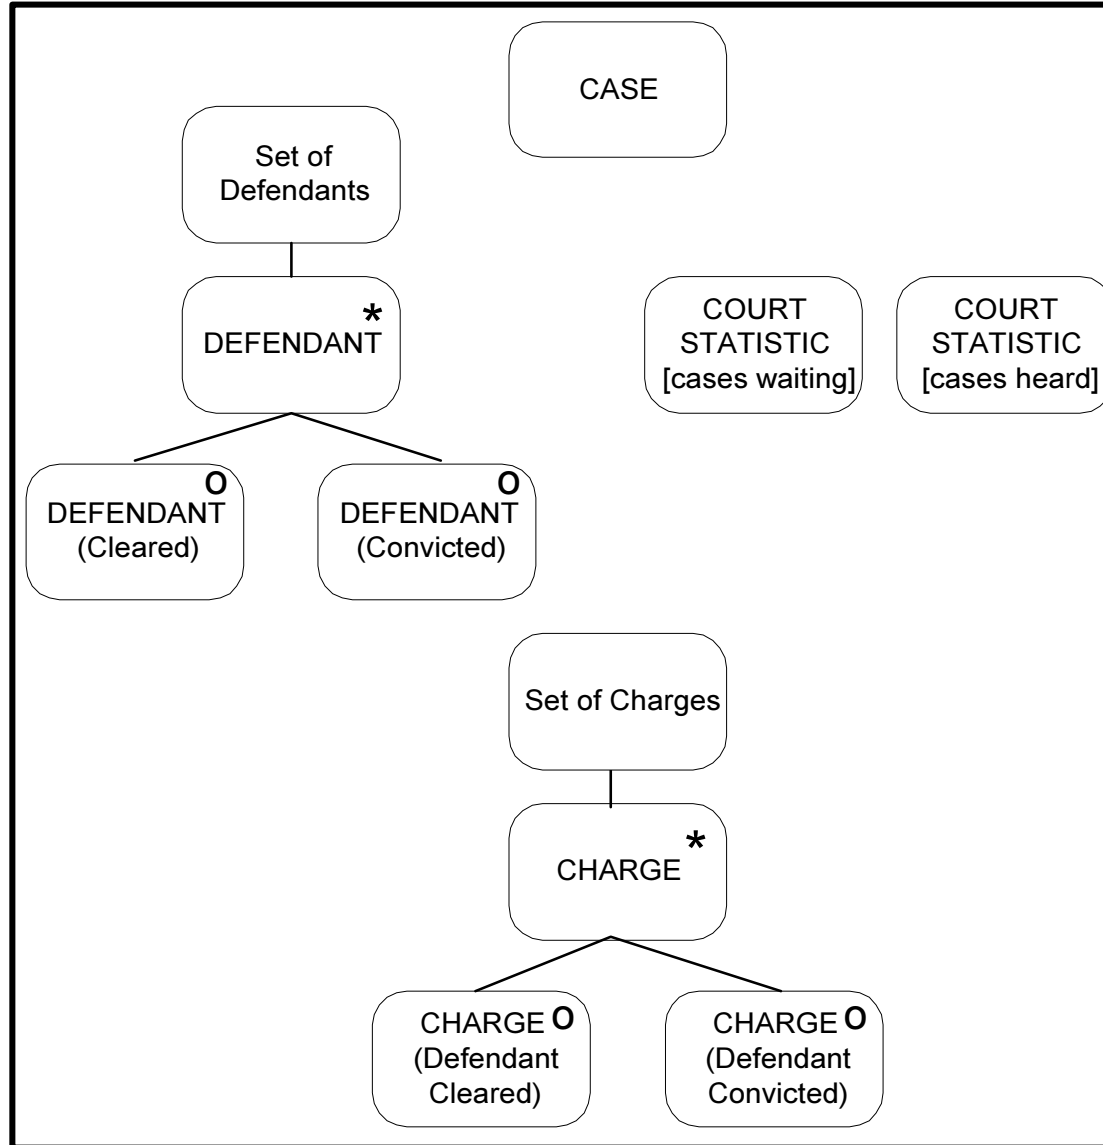 CASE
Set of
Defendants
*
DEFENDANT
COURT
STATISTIC
[cases waiting]
COURT
STATISTIC
[cases heard]
O
DEFENDANT
(Cleared)
O
DEFENDANT
(Convicted)
Set of Charges
*
CHARGE
CHARGE O
(Defendant
Cleared)
CHARGE O
(Defendant
Convicted)